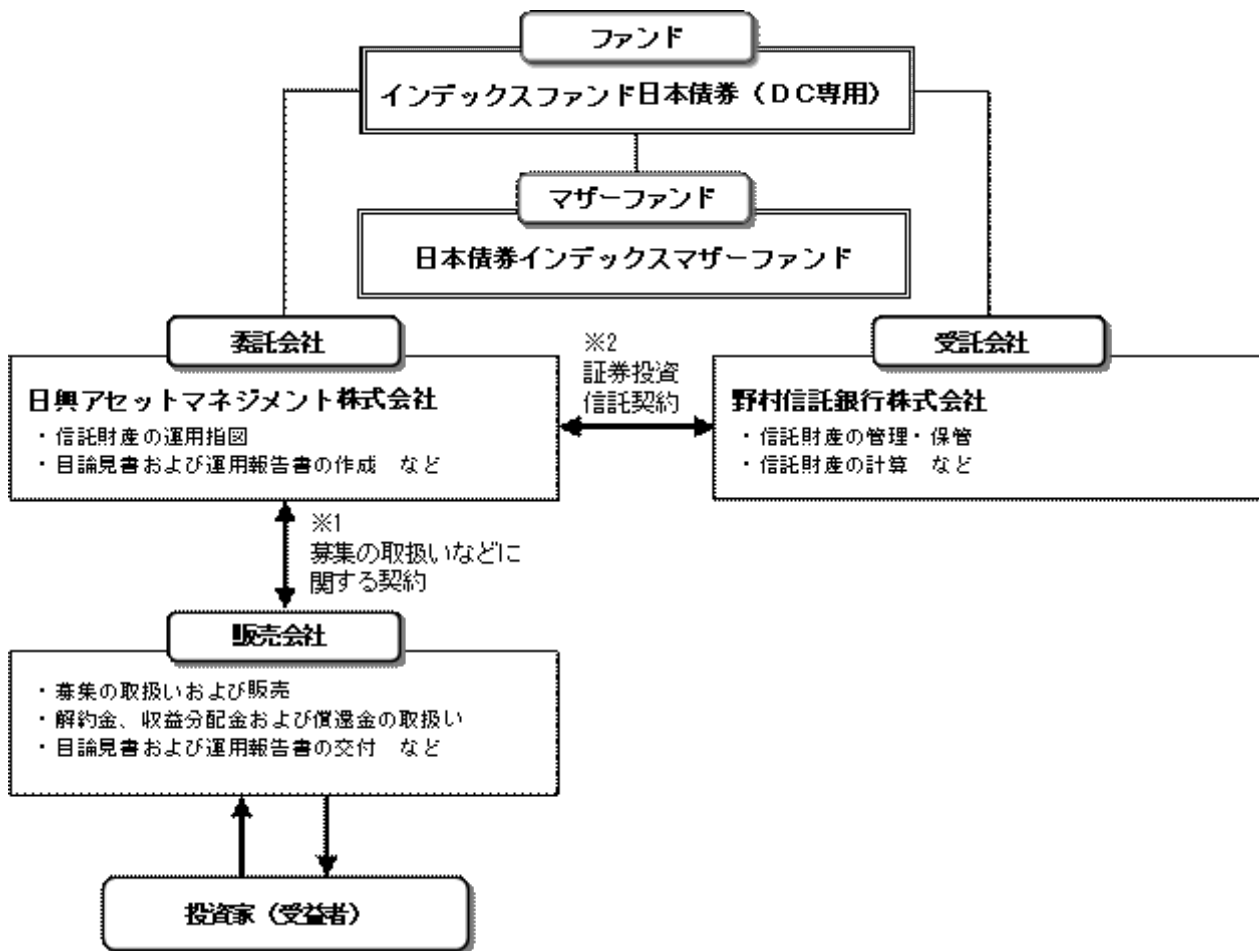 ファンド
インデックスファンド日本債券（ＤＣ専用）
マザーファンド
日本債券インデックスマザーファンド
委託会社
日興アセットマネジメント株式会社
・信託財産の運用指図
・目論見書および運用報告書の作成　など
※2
証券投資
信託契約
受託会社
野村信託銀行株式会社
・信託財産の管理・保管
・信託財産の計算　など
※1
募集の取扱いなどに
関する契約
販売会社
・募集の取扱いおよび販売
・解約金、収益分配金および償還金の取扱い
・目論見書および運用報告書の交付　など
投資家（受益者）